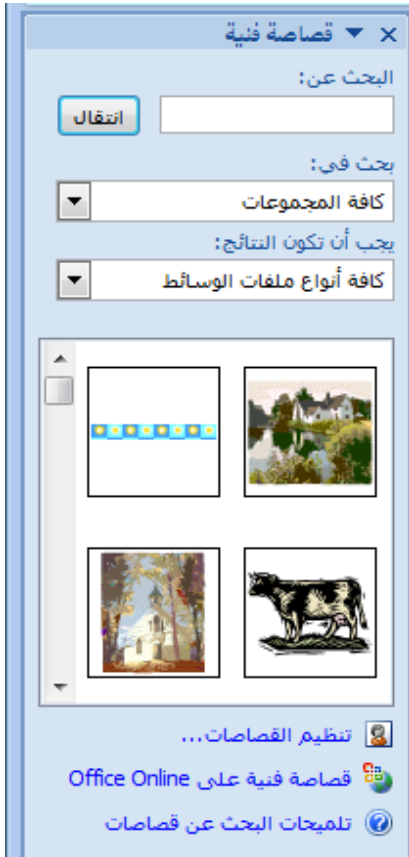 قصاصة فنية
البحث عن:
انتقال
بحث في:
كافة المجموعات
يجب أن تكون النتائج:
كافة أنواع ملفات الوسائط
تنظيم القصاصات...
قصاصة فنية على Office Online
تلميحات البحث عن قصاصات